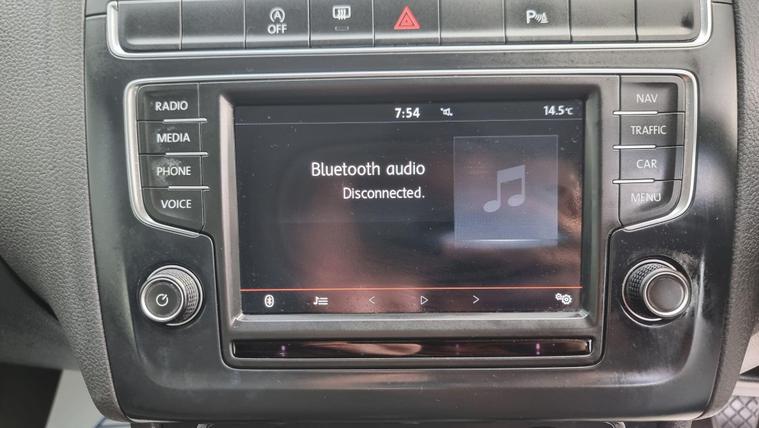 OFF
P
RADIO
MEDIA
PHONE
VOICE
7:54
14.5°C
Bluetooth audio
Disconnected.
NAV
TRAFFIC
CAR
MENU